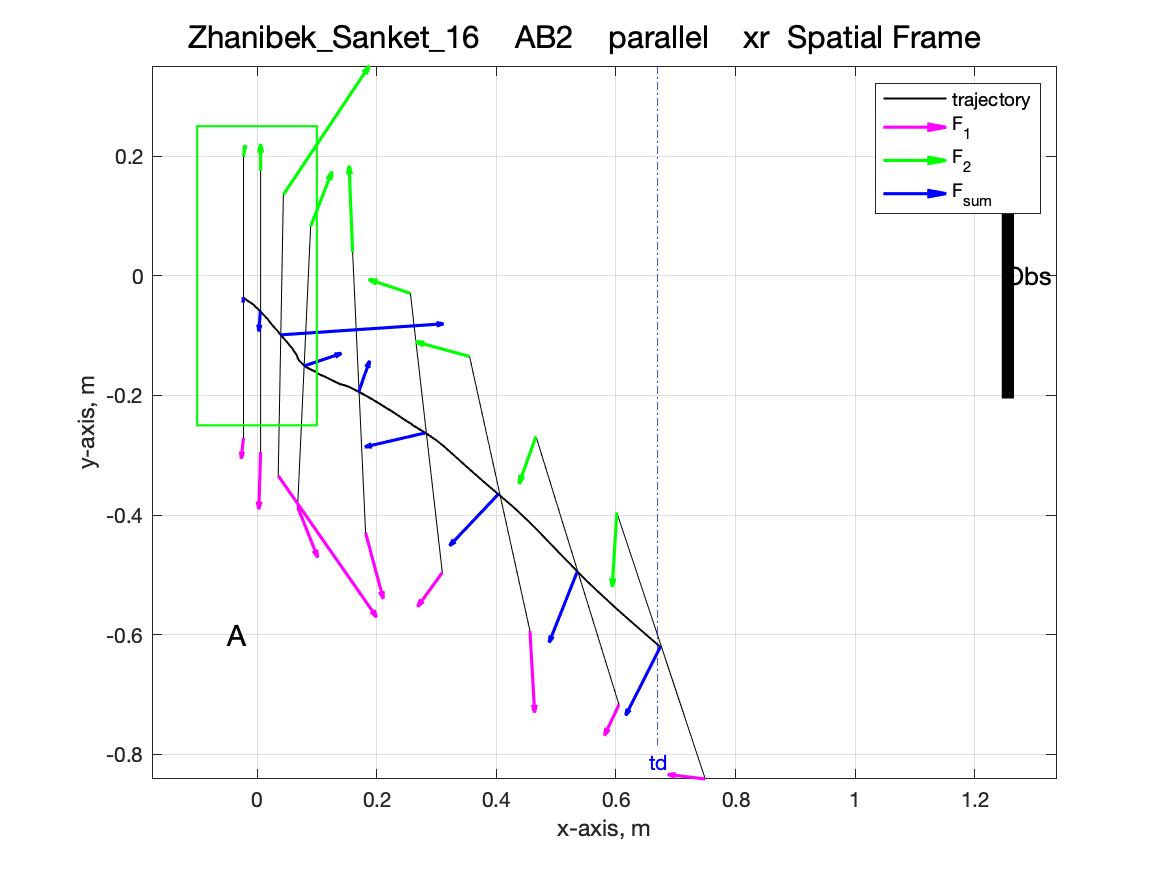 Zhanibek_Sanket_16 AB2 parallel xr Spatial Frame
trajectory
F1
F2
Fsum
0.2
0
-0.2
-0.4
-0.6
-0.8
y-axis, m
Obs
A
td
0 0.2 0.4 0.6 0.8 1 1.2
x-axis, m